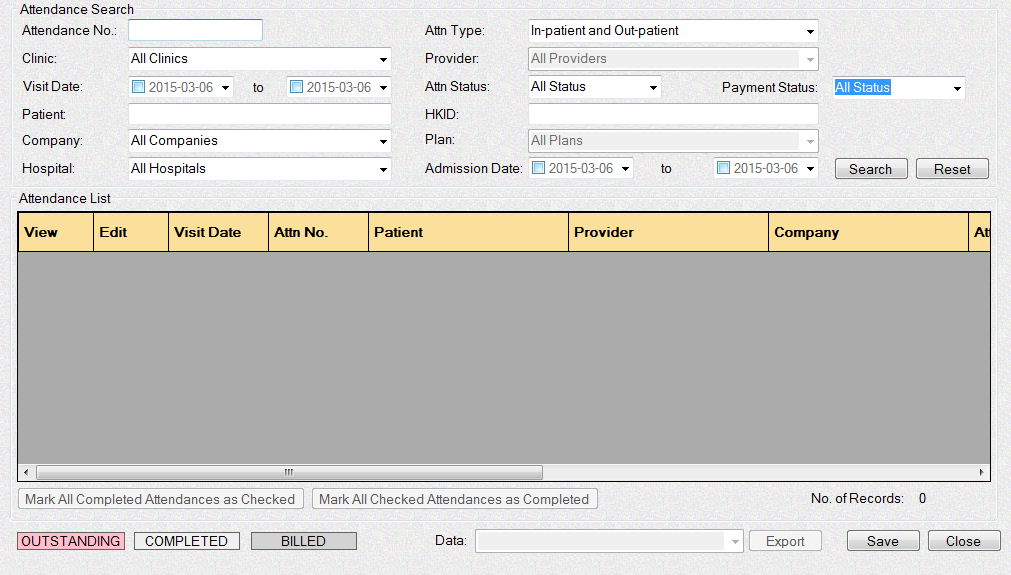 Attendance Search
Attendance No.: Attn Type: In-patient and Out-patient
Clinic: All Clinics Provider: All Providers
Visit Date: 2015-03-06 to 2015-03-06 Attn Status: All Status Payment Status: All Status
Patient: HKID:
Company: All Companies Plan: All Plans
Hospital: All Hospitals Admission Date: 2015-03-06 to 2015-03-06 Search Reset
Attendance List
View Edit Visit Date Attn No. Patient Provider Company
Mark All Completed Attendances as Checked Mark All Checked Attendances as Completed No. of Records: 0
OUTSTANDING COMPLETED BILLED Data: Export Save Close